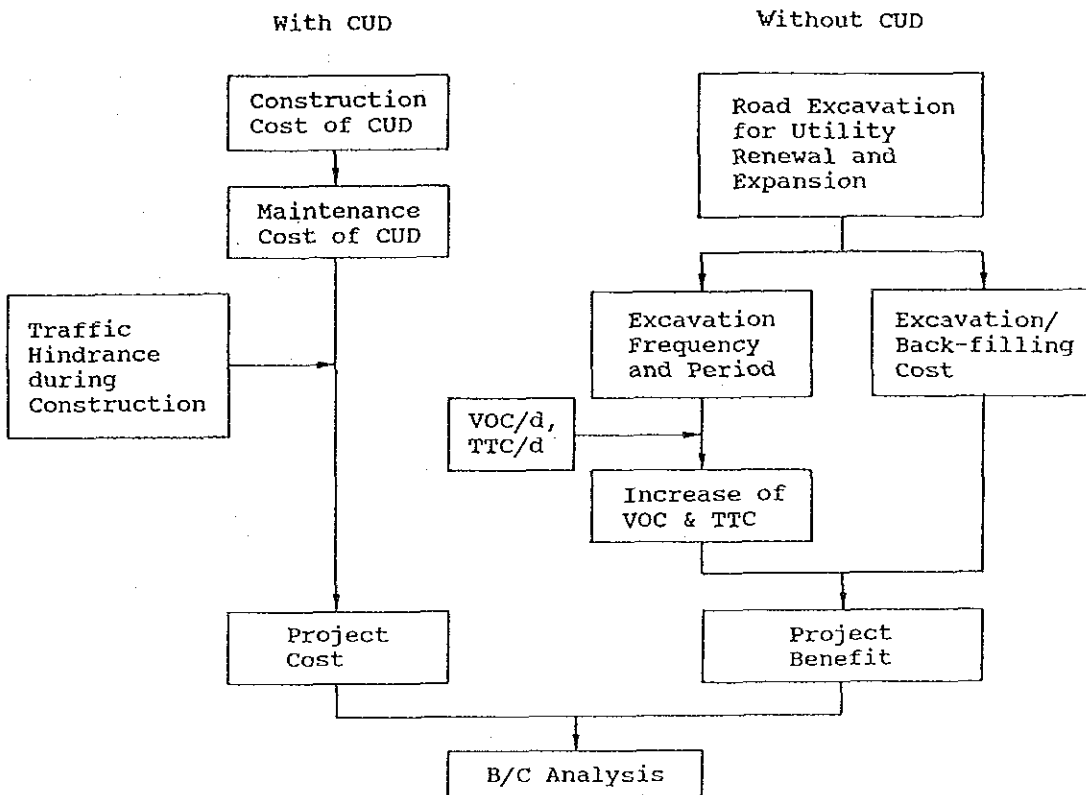 With CUD
Without CUD
Construction
Cost of CUD
Road Excavation
for Utility
Renewal and
Expansion
Maintenance
Cost of CUD
Traffic
Hindrance
during
Construction
Excavation
Frequency
and Period
Excavation/
Back-filling
Cost
VOC/d,
TTC/d
Increase of
VOC & TTC
Project
Cost
Project
Benefit
B/C Analysis